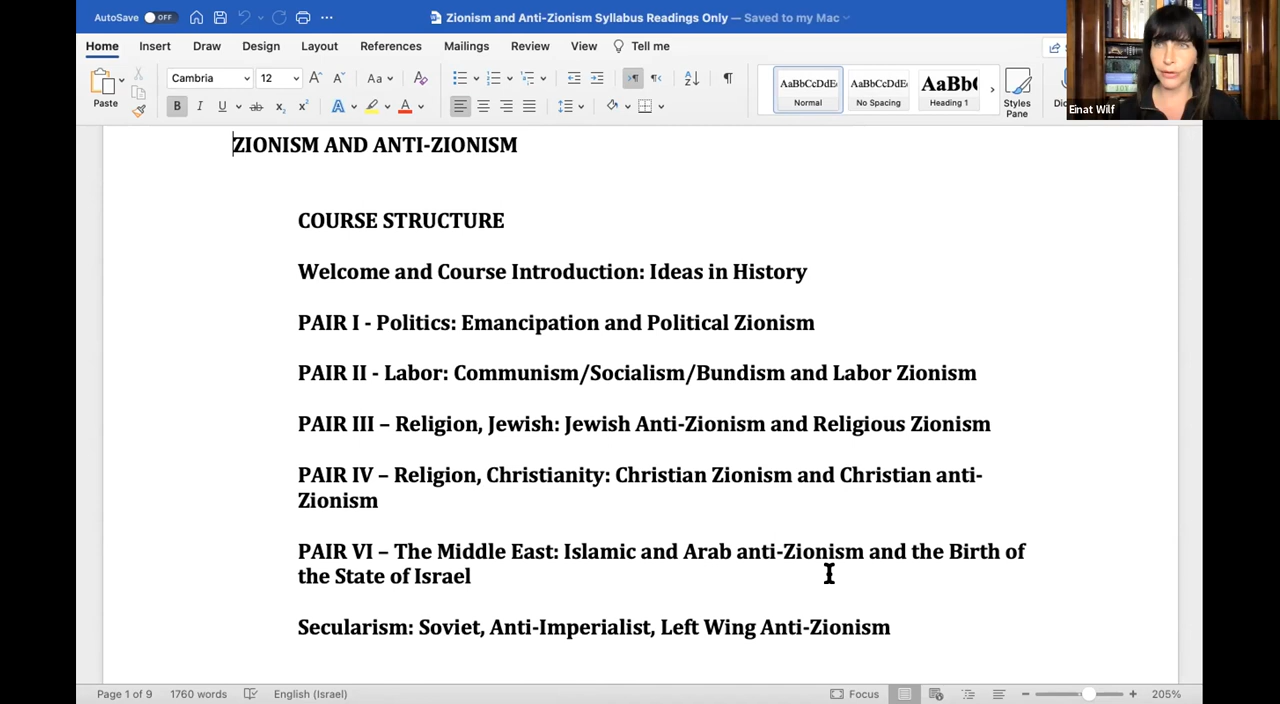 AutoSave OFF
Zionism and Anti-Zionism Syllabus Readings Only — Saved to my Mac
Home Insert Draw Design Layout References Mailings Review View Tell me
Paste
Cambria 12
Aa
B I U ab x₂ x² A A
AaBbCcDdEe AaBbCcDdEe AaBb(
Normal No Spacing Heading 1
Styles Pane
Einat Wilf
ZIONISM AND ANTI-ZIONISM
COURSE STRUCTURE
Welcome and Course Introduction: Ideas in History
PAIR I - Politics: Emancipation and Political Zionism
PAIR II - Labor: Communism/Socialism/Bundism and Labor Zionism
PAIR III – Religion, Jewish: Jewish Anti-Zionism and Religious Zionism
PAIR IV – Religion, Christianity: Christian Zionism and Christian anti-
Zionism
PAIR VI – The Middle East: Islamic and Arab anti-Zionism and the Birth of
the State of Israel
Secularism: Soviet, Anti-Imperialist, Left Wing Anti-Zionism
Page 1 of 9 1760 words English (Israel) Focus 205%